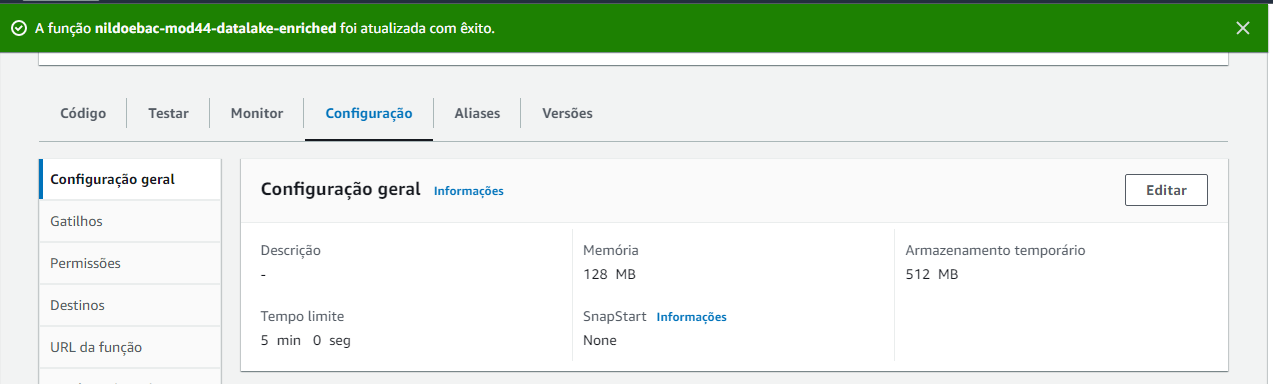 A função nildoebac-mod44-datalake-enriched foi atualizada com êxito.
Código Testar Monitor Configuração Aliases Versões
Configuração geral
Gatilhos
Permissões
Destinos
URL da função
Configuração geral Informações
Editar
Descrição
-
Memória
128 MB
Armazenamento temporário
512 MB
Tempo limite
5 min 0 seg
SnapStart Informações
None